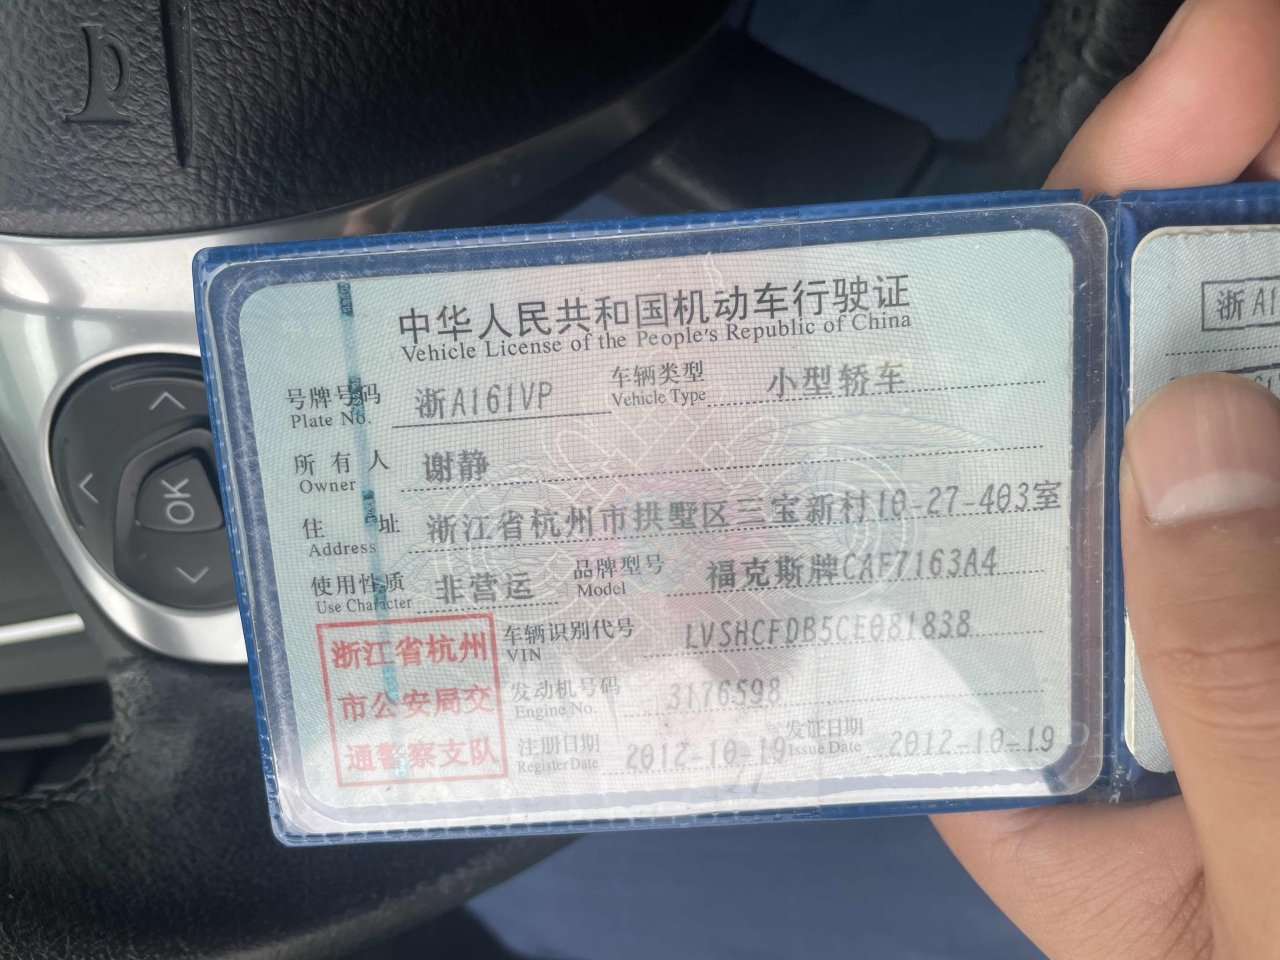 中华人民共和国机动车行驶证
Vehicle License of the People's Republic of China
号牌号码 浙A161VP 车辆类型 小型轿车
Plate No. Vehicle Type
所有人 谢静
Owner
住址 浙江省杭州市拱墅区三宝新村10-27-403室
Address
使用性质 非营运 品牌型号 福克斯牌CAF7163A4
Use Character Model
车辆识别代号 LVSHCFDB5CE081838
VIN
发动机号码 3176598
Engine No.
注册日期 2012-10-19 发证日期 2012-10-19
Register Date Issue Date
浙江省杭州
市公安局交
通警察支队
浙A1
OK